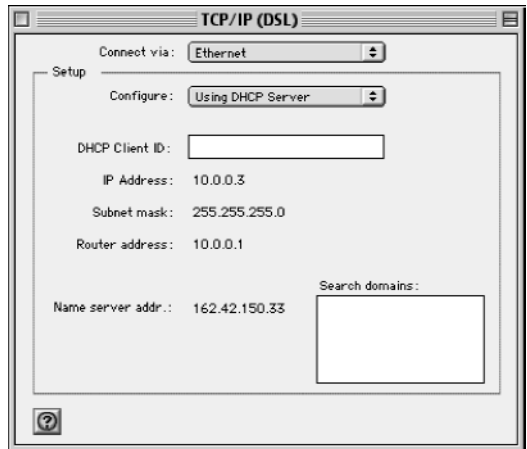 TCP/IP (DSL)
Connect via: Ethernet
Setup
Configure: Using DHCP Server
DHCP Client ID:
IP Address: 10.0.0.3
Subnet mask: 255.255.255.0
Router address: 10.0.0.1
Search domains:
Name server addr.: 162.42.150.33
?